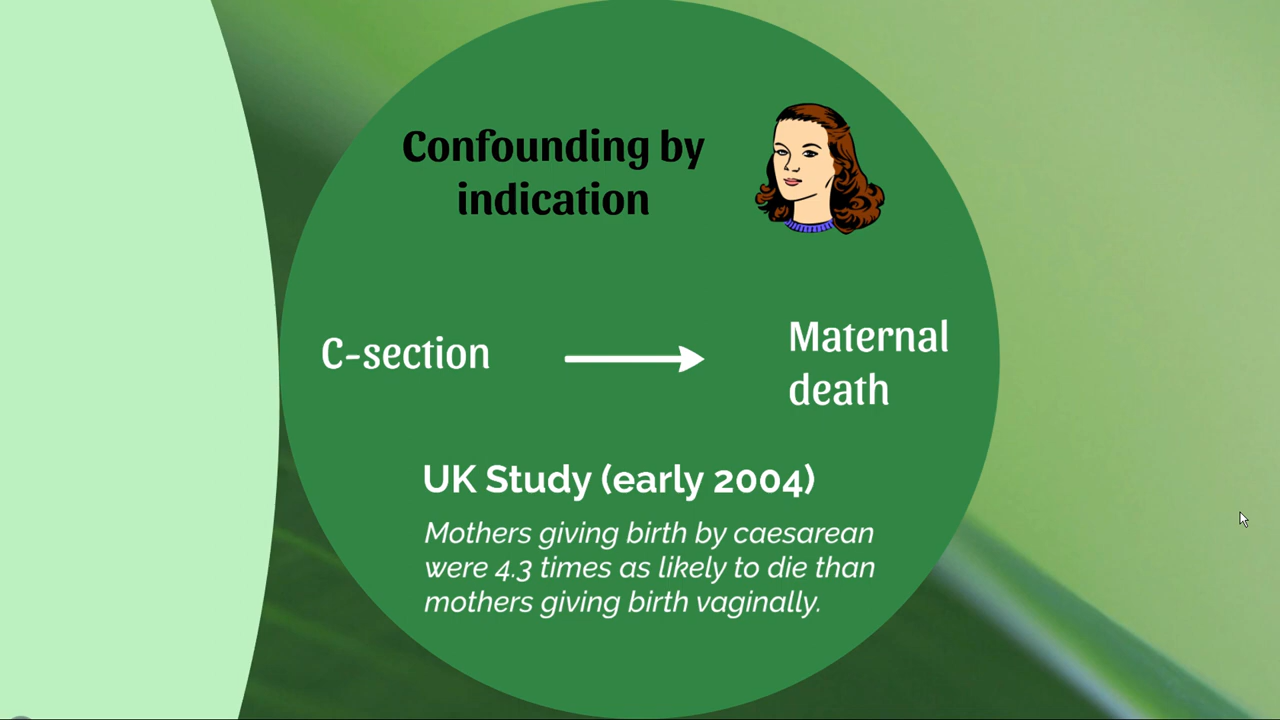 Confounding by
indication
C-section
Maternal
death
UK Study (early 2004)
Mothers giving birth by caesarean
were 4.3 times as likely to die than
mothers giving birth vaginally.